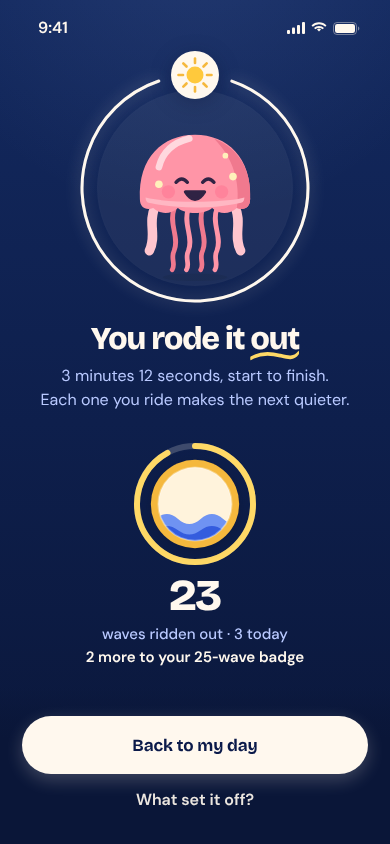 9:41
You rode it out
3 minutes 12 seconds, start to finish.
Each one you ride makes the next quieter.
23
waves ridden out · 3 today
2 more to your 25-wave badge
Back to my day
What set it off?